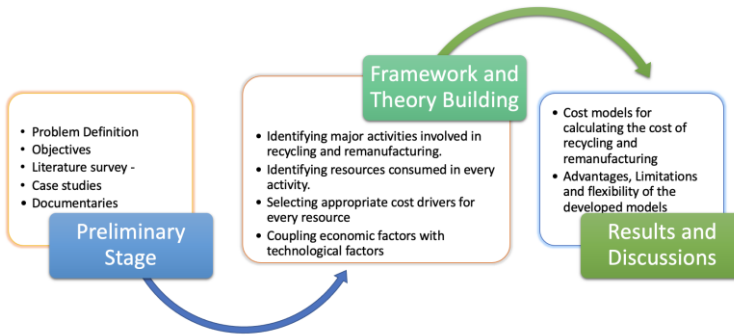 • Problem Definition
• Objectives
• Literature survey -
• Case studies
• Documentaries
Preliminary
Stage
Framework and
Theory Building
• Identifying major activities involved in
recycling and remanufacturing.
• Identifying resources consumed in every
activity.
• Selecting appropriate cost drivers for
every resource
• Coupling economic factors with
technological factors
• Cost models for
calculating the cost of
recycling and
remanufacturing
• Advantages, Limitations
and flexibility of the
developed models
Results and
Discussions